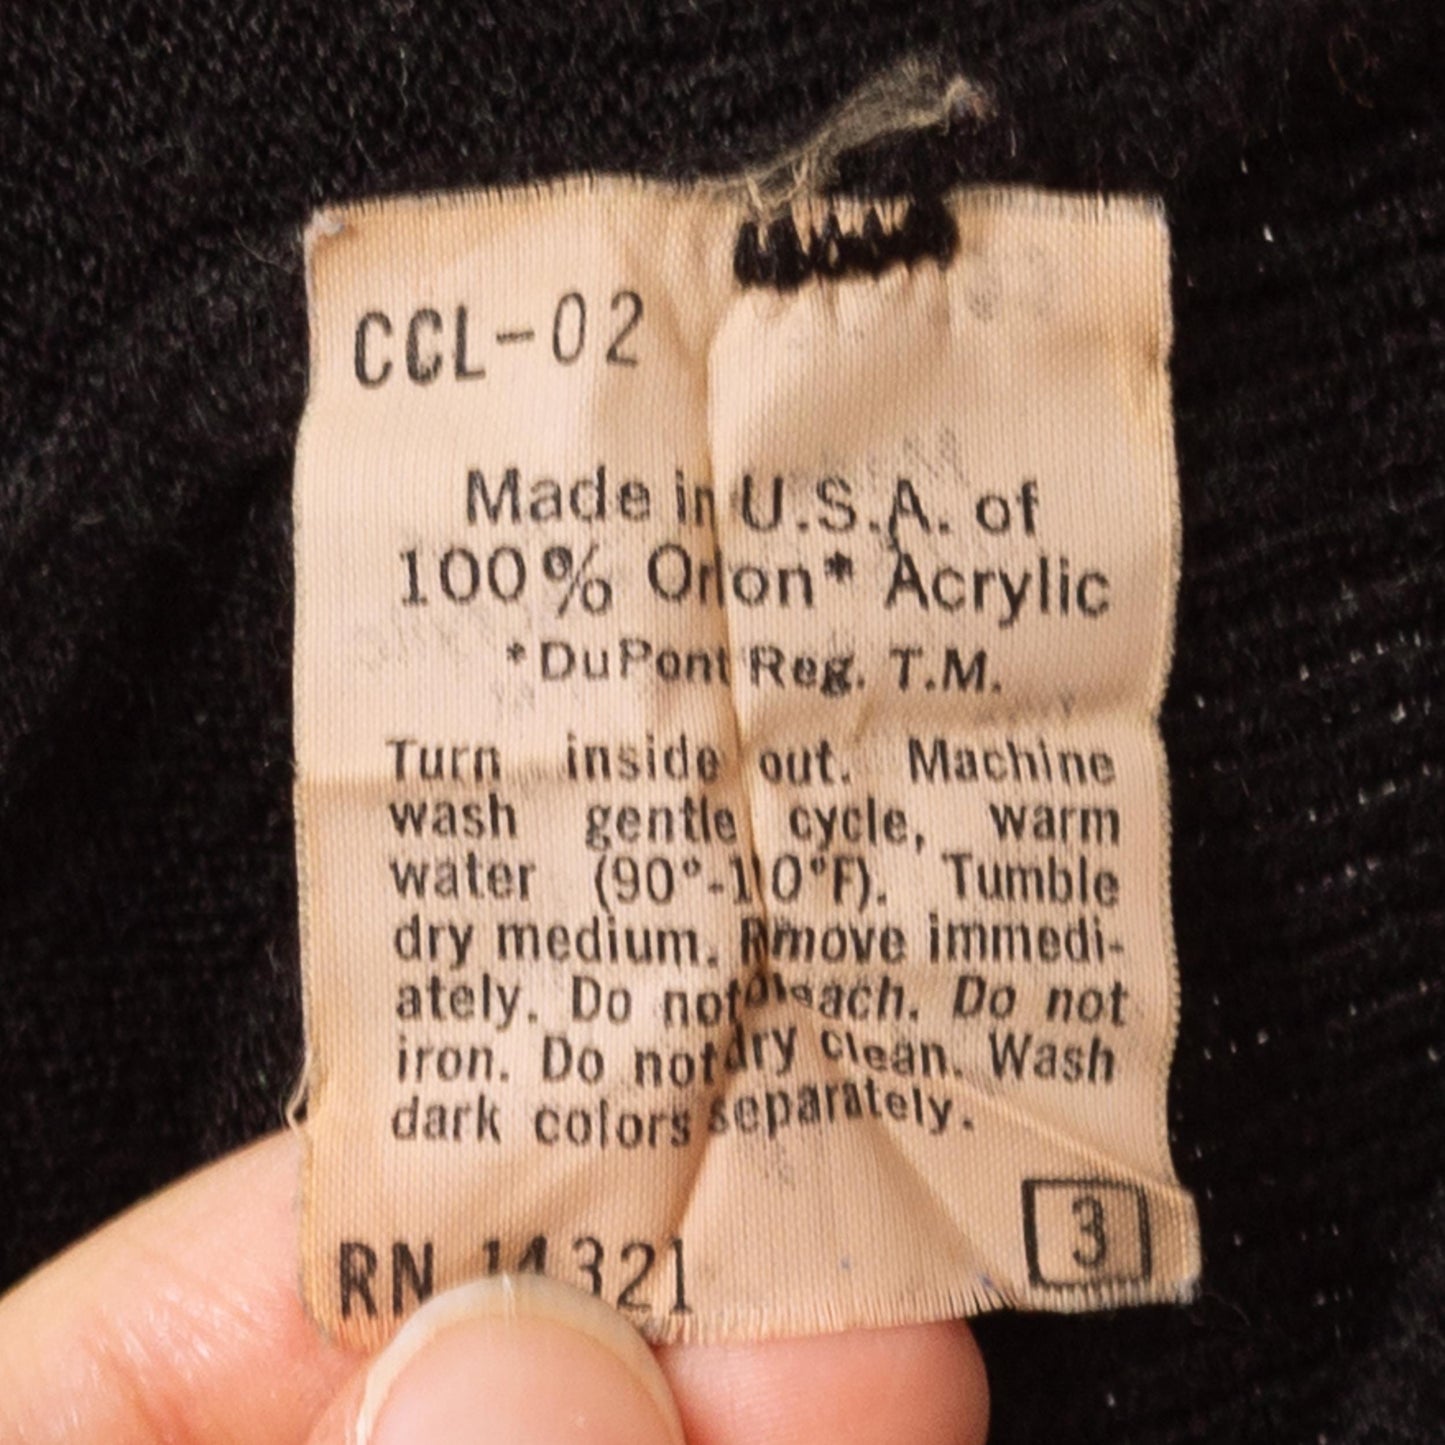 CCL-02
Made in U.S.A. of
100% Orlon* Acrylic
*DuPont Reg. T.M.
Turn inside out. Machine
wash gentle cycle, warm
water (90°-110°F). Tumble
dry medium. Remove immedi-
ately. Do not bleach. Do not
iron. Do not dry clean. Wash
dark colors separately.
RN 14321
3